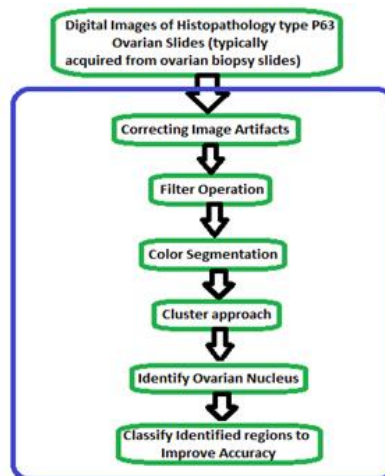 Digital Images of Histopathology type P63
Ovarian Slides (typically
acquired from ovarian biopsy slides)
Correcting Image Artifacts
Filter Operation
Color Segmentation
Cluster approach
Identify Ovarian Nucleus
Classify Identified regions to
Improve Accuracy